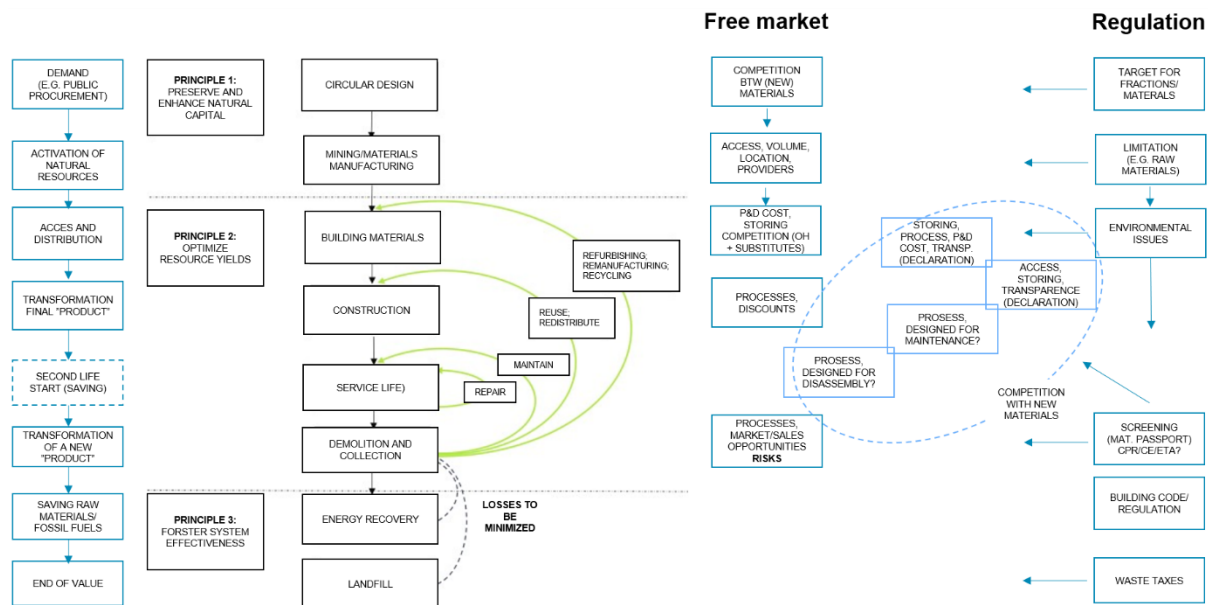 Free market
Regulation
DEMAND
(E.G. PUBLIC
PROCUREMENT)
ACTIVATION OF
NATURAL
RESOURCES
ACCES AND
DISTRIBUTION
TRANSFORMATION
FINAL "PRODUCT"
SECOND LIFE
START (SAVING)
TRANSFORMATION
OF A NEW
"PRODUCT"
SAVING RAW
MATERIALS/
FOSSIL FUELS
END OF VALUE
PRINCIPLE 1:
PRESERVE AND
ENHANCE NATURAL
CAPITAL
PRINCIPLE 2:
OPTIMIZE
RESOURCE YIELDS
PRINCIPLE 3:
FORSTER SYSTEM
EFFECTIVENESS
CIRCULAR DESIGN
MINING/MATERIALS
MANUFACTURING
BUILDING MATERIALS
CONSTRUCTION
SERVICE LIFE)
DEMOLITION AND
COLLECTION
ENERGY RECOVERY
LANDFILL
REFURBISHING;
REMANUFACTURING;
RECYCLING
REUSE;
REDISTRIBUTE
MAINTAIN
REPAIR
LOSSES TO
BE
MINIMIZED
COMPETITION
BTW (NEW)
MATERIALS
ACCESS, VOLUME,
LOCATION,
PROVIDERS
P&D COST,
STORING
COMPETITION (OH
+ SUBSTITUTES)
PROCESSES,
DISCOUNTS
PROCESSES,
MARKET/SALES
OPPORTUNITIES
RISKS
STORING,
PROCESS, P&D
COST, TRANSP.
(DECLARATION)
ACCESS,
STORING,
TRANSPARENCE
(DECLARATION)
PROSESS,
DESIGNED FOR
MAINTENANCE?
PROSESS,
DESIGNED FOR
DISASSEMBLY?
COMPETITION
WITH NEW
MATERIALS
TARGET FOR
FRACTIONS/
MATERALS
LIMITATION
(E.G. RAW
MATERIALS)
ENVIRONMENTAL
ISSUES
SCREENING
(MAT. PASSPORT)
CPR/CE/ETA?
BUILDING CODE/
REGULATION
WASTE TAXES